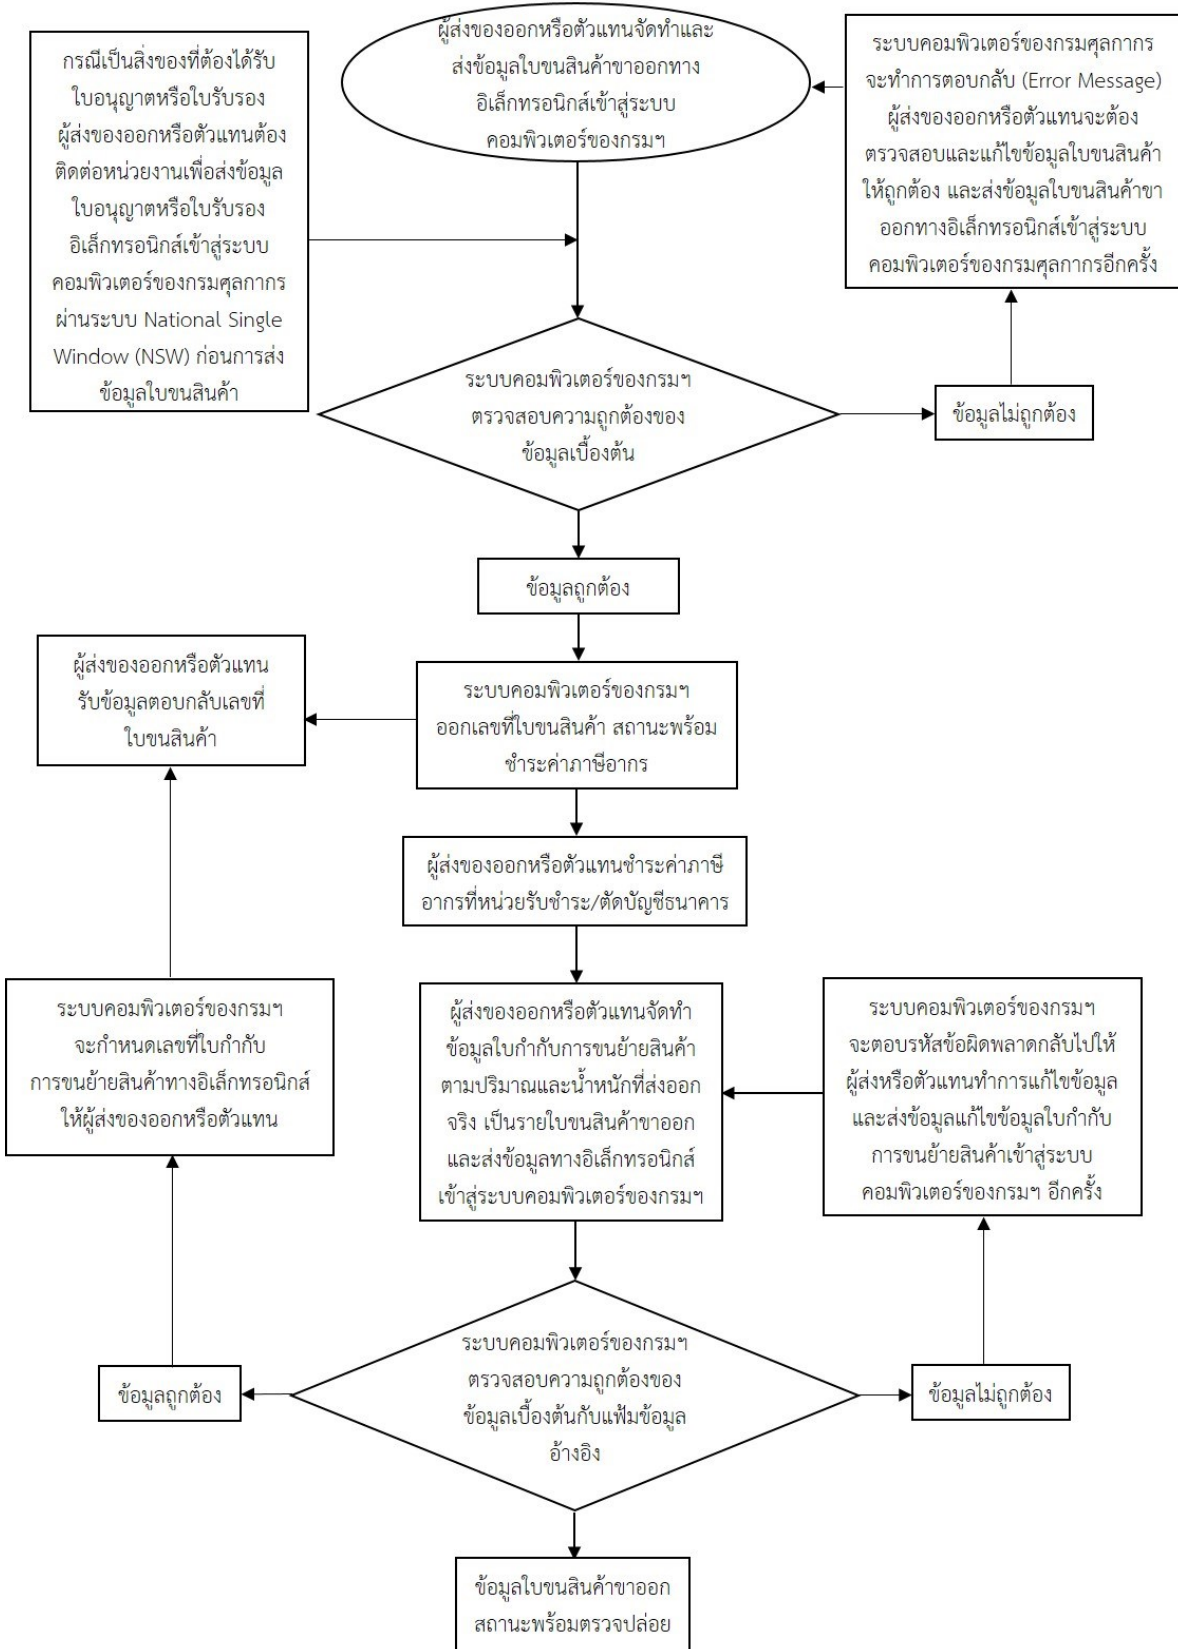 ผู้ส่งของออกหรือตัวแทนจัดทำและ
ส่งข้อมูลใบขนสินค้าขาออกทาง
อิเล็กทรอนิกส์เข้าสู่ระบบ
คอมพิวเตอร์ของกรมฯ
กรณีเป็นสิ่งของที่ต้องได้รับ
ใบอนุญาตหรือใบรับรอง
ผู้ส่งของออกหรือตัวแทนต้อง
ติดต่อหน่วยงานเพื่อส่งข้อมูล
ใบอนุญาตหรือใบรับรอง
อิเล็กทรอนิกส์เข้าสู่ระบบ
คอมพิวเตอร์ของกรมศุลกากร
ผ่านระบบ National Single
Window (NSW) ก่อนการส่ง
ข้อมูลใบขนสินค้า
ระบบคอมพิวเตอร์ของกรมศุลกากร
จะทำการตอบกลับ (Error Message)
ผู้ส่งของออกหรือตัวแทนจะต้อง
ตรวจสอบและแก้ไขข้อมูลใบขนสินค้า
ให้ถูกต้อง และส่งข้อมูลใบขนสินค้าขา
ออกทางอิเล็กทรอนิกส์เข้าสู่ระบบ
คอมพิวเตอร์ของกรมศุลกากรอีกครั้ง
ระบบคอมพิวเตอร์ของกรมฯ
ตรวจสอบความถูกต้องของ
ข้อมูลเบื้องต้น
ข้อมูลไม่ถูกต้อง
ข้อมูลถูกต้อง
ผู้ส่งของออกหรือตัวแทน
รับข้อมูลตอบกลับเลขที่
ใบขนสินค้า
ระบบคอมพิวเตอร์ของกรมฯ
ออกเลขที่ใบขนสินค้า สถานะพร้อม
ชำระค่าภาษีอากร
ผู้ส่งของออกหรือตัวแทนชำระค่าภาษี
อากรที่หน่วยรับชำระ/ตัดบัญชีธนาคาร
ระบบคอมพิวเตอร์ของกรมฯ
จะกำหนดเลขที่ใบกำกับ
การขนย้ายสินค้าทางอิเล็กทรอนิกส์
ให้ผู้ส่งของออกหรือตัวแทน
ผู้ส่งของออกหรือตัวแทนจัดทำ
ข้อมูลใบกำกับการขนย้ายสินค้า
ตามปริมาณและน้ำหนักที่ส่งออก
จริง เป็นรายใบขนสินค้าขาออก
และส่งข้อมูลทางอิเล็กทรอนิกส์
เข้าสู่ระบบคอมพิวเตอร์ของกรมฯ
ระบบคอมพิวเตอร์ของกรมฯ
จะตอบรหัสข้อผิดพลาดกลับไปให้
ผู้ส่งหรือตัวแทนทำการแก้ไขข้อมูล
และส่งข้อมูลแก้ไขข้อมูลใบกำกับ
การขนย้ายสินค้าเข้าสู่ระบบ
คอมพิวเตอร์ของกรมฯ อีกครั้ง
ข้อมูลถูกต้อง
ระบบคอมพิวเตอร์ของกรมฯ
ตรวจสอบความถูกต้องของ
ข้อมูลเบื้องต้นกับแฟ้มข้อมูล
อ้างอิง
ข้อมูลไม่ถูกต้อง
ข้อมูลใบขนสินค้าขาออก
สถานะพร้อมตรวจปล่อย